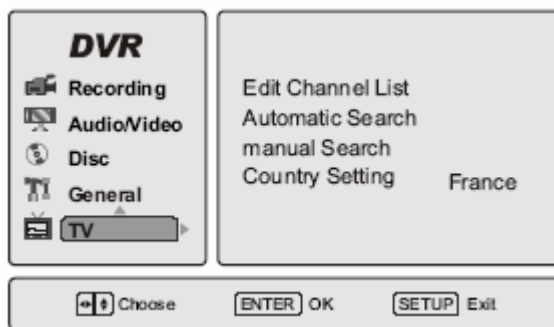 DVR
Recording
Audio/Video
Disc
General
TV
Edit Channel List
Automatic Search
manual Search
Country Setting France
Choose ENTER OK SETUP Exit